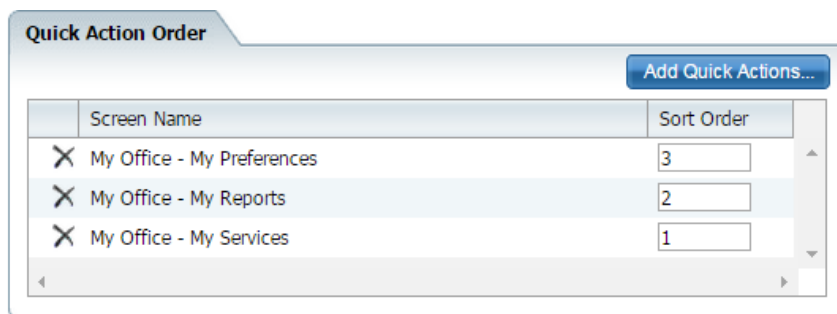 Quick Action Order
Add Quick Actions...
Screen Name Sort Order
My Office - My Preferences 3
My Office - My Reports 2
My Office - My Services 1